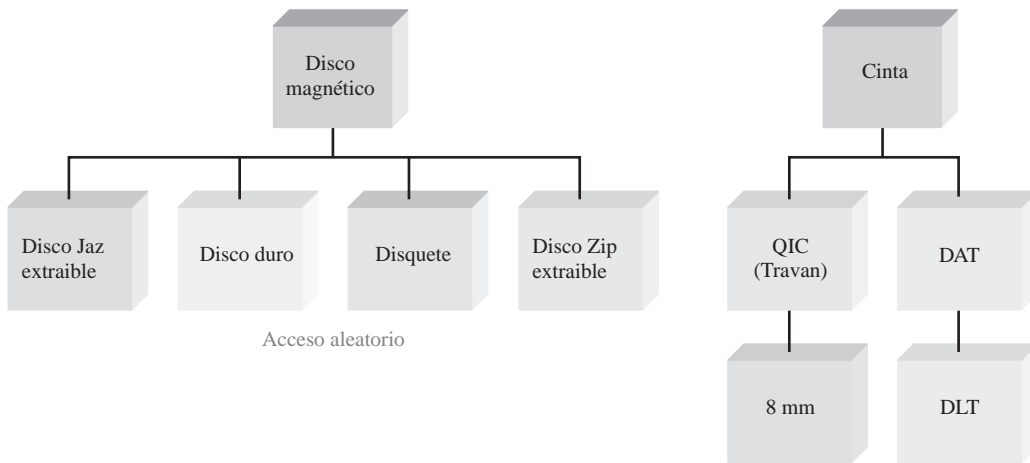 Disco
magnético
Cinta
Disco Jaz
extraible
Disco duro
Disquete
Disco Zip
extraible
QIC
(Travan)
DAT
Acceso aleatorio
8 mm
DLT